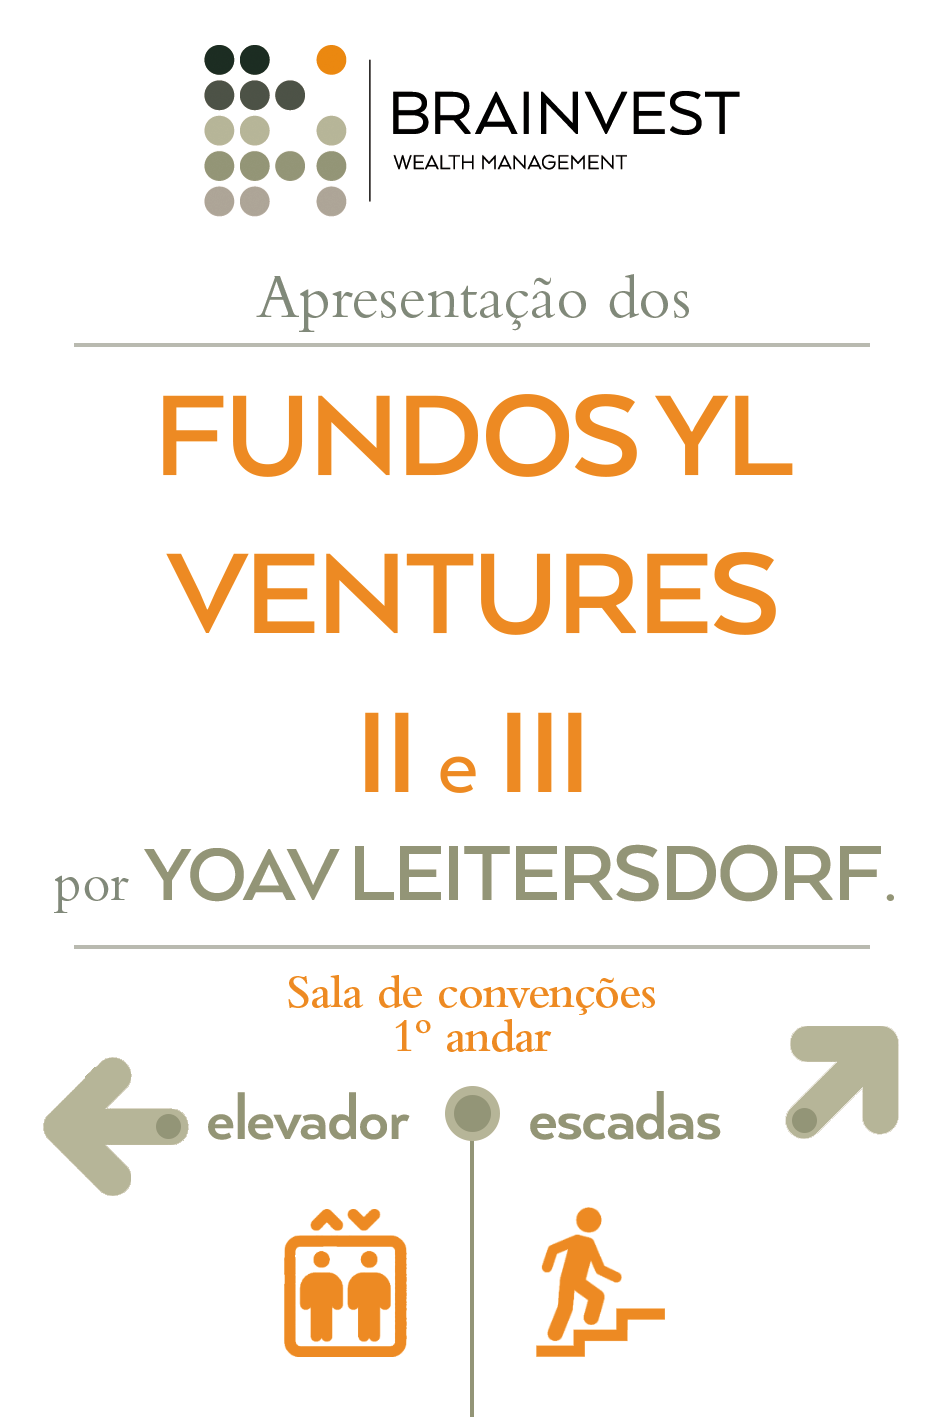 BRAINVEST
WEALTH MANAGEMENT
Apresentação dos
FUNDOS YL
VENTURES
II e III
por YOAV LEITERSDORF.
Sala de convenções
1º andar
elevador
escadas